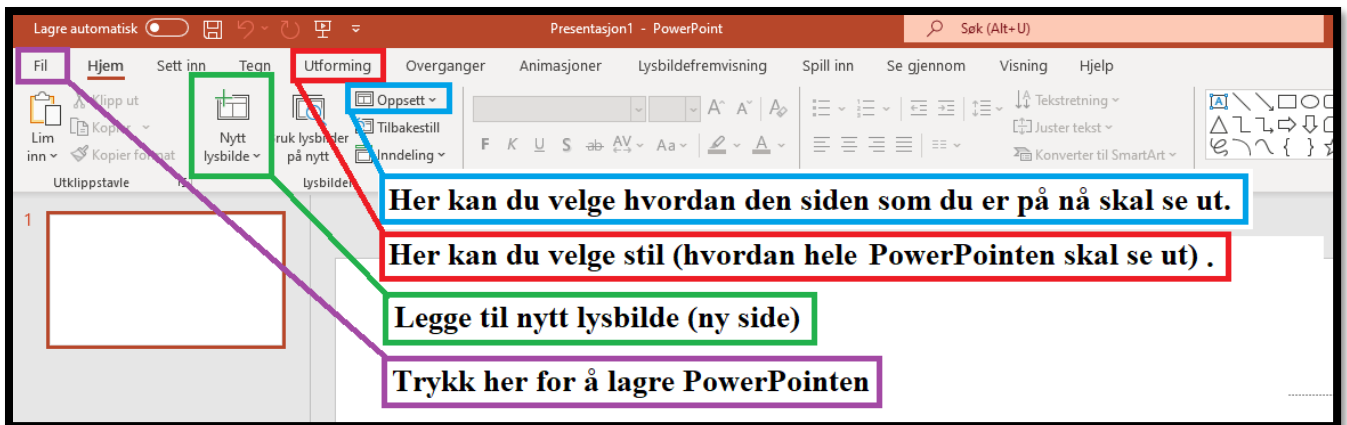 Lagre automatisk
Presentasjon1 - PowerPoint
Søk (Alt+U)
Fil Hjem Sett inn Tegn Utforming Overganger Animasjoner Lysbildefremvisning Spill inn Se gjennom Visning Hjelp
Lim inn
Klipp ut
Kopier
Kopier format
Utklippstavle
Nytt
lysbilde
på nytt
Oppsett
Tilbakestill
Inndeling
F K U S ab AV Aa A
A A A
Tekstretning
Juster tekst
Konverter til SmartArt
1
Her kan du velge hvordan den siden som du er på nå skal se ut.
Her kan du velge stil (hvordan hele PowerPointen skal se ut) .
Legge til nytt lysbilde (ny side)
Trykk her for å lagre PowerPointen